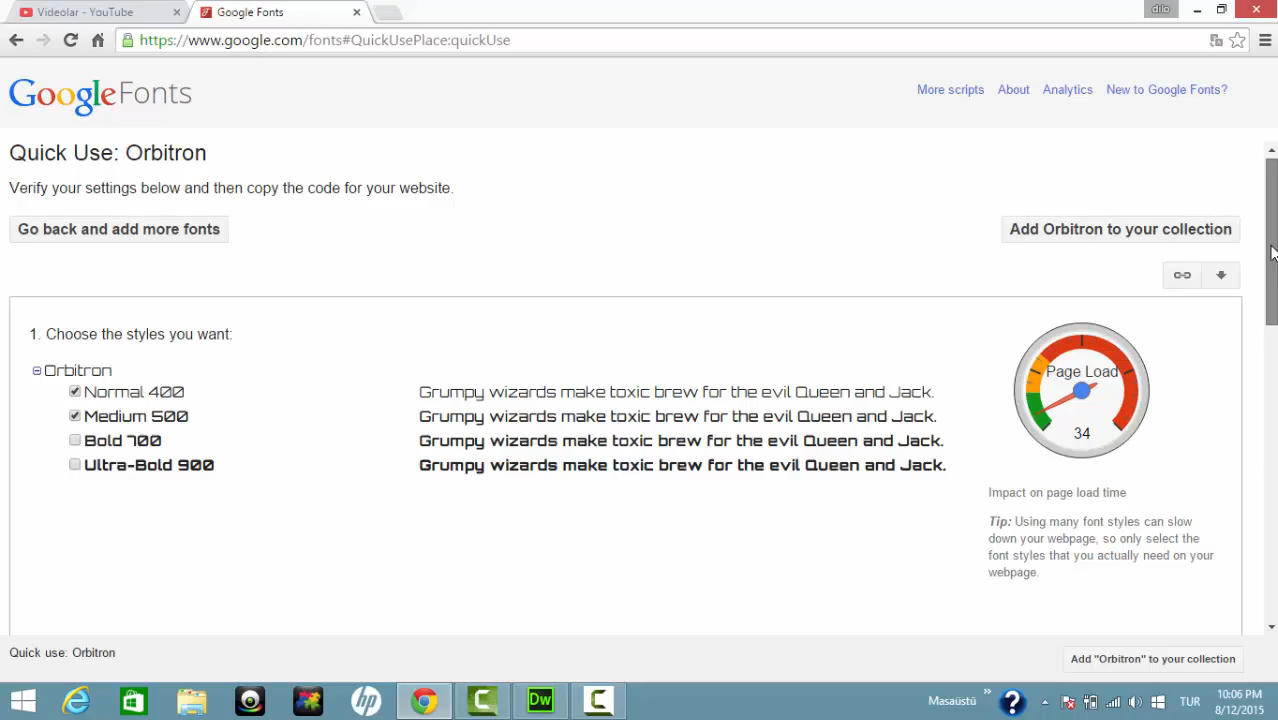 Videolar - YouTube
Google Fonts
dilo
https://www.google.com/fonts#QuickUsePlace:quickUse
Google Fonts
More scripts About Analytics New to Google Fonts?
Quick Use: Orbitron
Verify your settings below and then copy the code for your website.
Go back and add more fonts
Add Orbitron to your collection
1. Choose the styles you want:
Orbitron
Normal 400 Grumpy wizards make toxic brew for the evil Queen and Jack.
Medium 500 Grumpy wizards make toxic brew for the evil Queen and Jack.
Bold 700 Grumpy wizards make toxic brew for the evil Queen and Jack.
Ultra-Bold 900 Grumpy wizards make toxic brew for the evil Queen and Jack.
Page Load
34
Impact on page load time
Tip: Using many font styles can slow
down your webpage, so only select the
font styles that you actually need on your
webpage.
Quick use: Orbitron
Add "Orbitron" to your collection
hp
Dw
Masaüstü
TUR
10:06 PM
8/12/2015